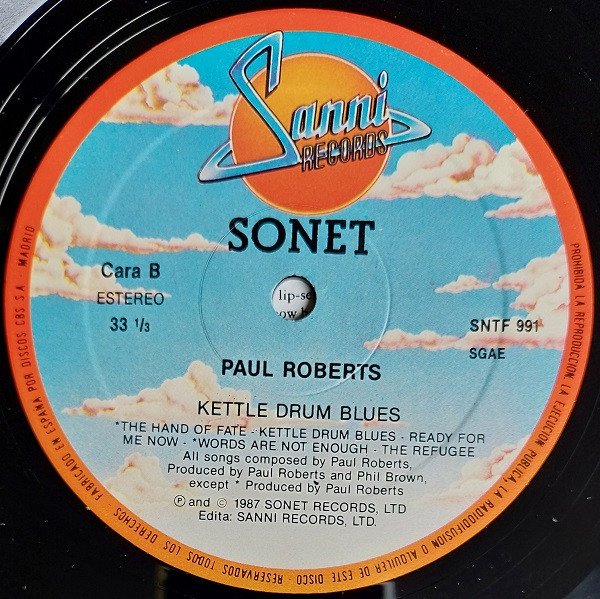 Sanni
RECORDS
SONET
Cara B
ESTEREO
33 1/3
lip-se
ow b
SNTF 991
SGAE
PAUL ROBERTS
KETTLE DRUM BLUES
*THE HAND OF FATE - KETTLE DRUM BLUES - READY FOR
ME NOW - *WORDS ARE NOT ENOUGH - THE REFUGEE
All songs composed by Paul Roberts,
Produced by Paul Roberts and Phil Brown,
except * Produced by Paul Roberts
Ⓟ and © 1987 SONET RECORDS, LTD
Edita: SANNI RECORDS, LTD.
PROHIBIDA LA REPRODUCCION, LA EJECUCION PUBLICA, LA RADIODIFUSION O ALQUILER DE ESTE DISCO - RESERVADOS TODOS LOS DERECHOS - FABRICADO EN ESPAÑA POR DISCOS CBS S.A. - MADRID